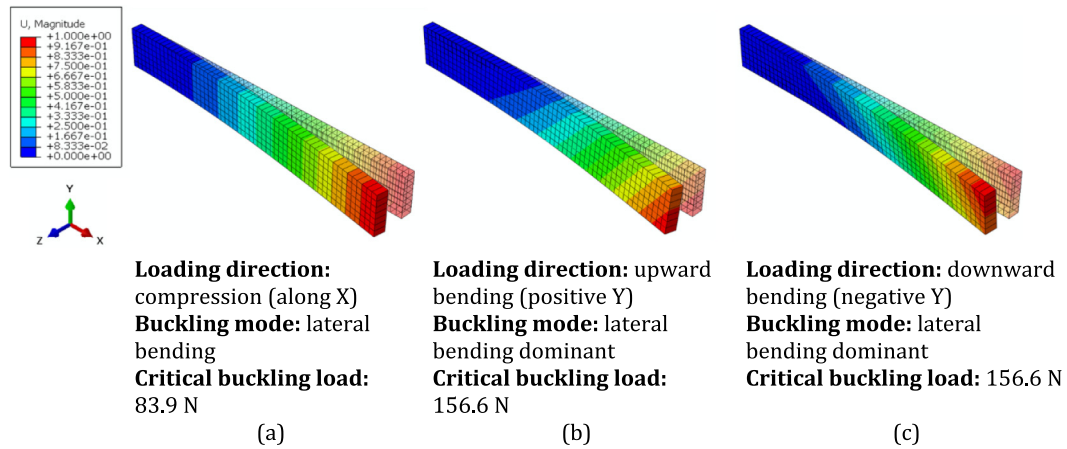 U, Magnitude
+1.000e+00
+9.167e-01
+8.333e-01
+7.500e-01
+6.667e-01
+5.833e-01
+5.000e-01
+4.167e-01
+3.333e-01
+2.500e-01
+1.667e-01
+8.333e-02
+0.000e+00
Y
Z
X
Loading direction:
compression (along X)
Buckling mode: lateral
bending
Critical buckling load:
83.9 N
(a)
Loading direction: upward
bending (positive Y)
Buckling mode: lateral
bending dominant
Critical buckling load:
156.6 N
(b)
Loading direction: downward
bending (negative Y)
Buckling mode: lateral
bending dominant
Critical buckling load: 156.6 N
(c)